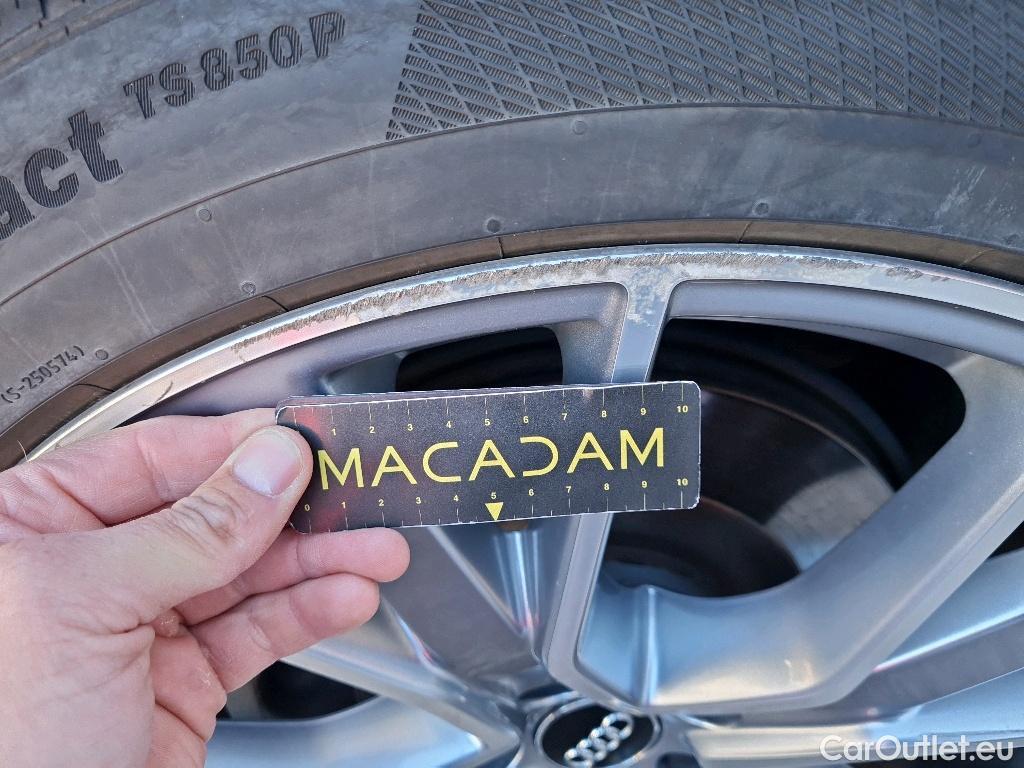 TS850P
act
(S-250574)
1 2 3 4 5 6 7 8 9 10
MACADAM
0 1 2 3 4 5 6 7 8 9 10
CarOutlet.eu